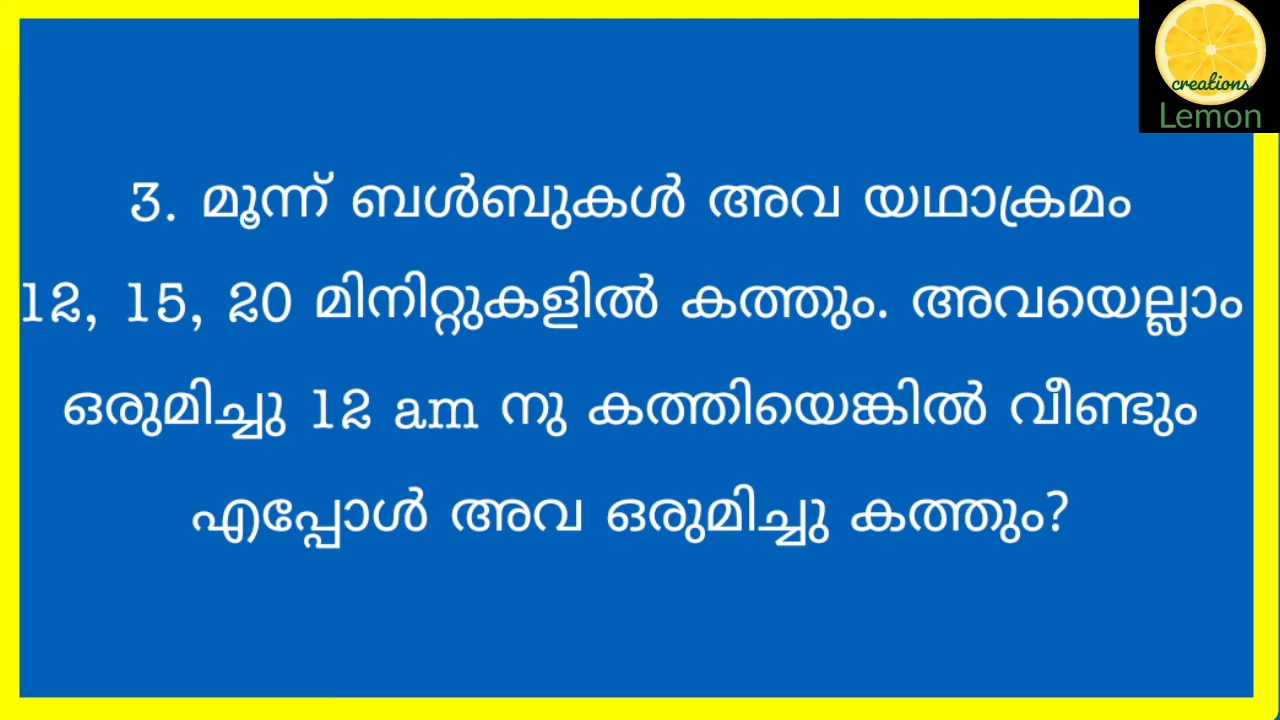 creations
Lemon
3. മൂന്ന് ബൾബുകൾ അവ യഥാക്രമം
12, 15, 20 മിനിറ്റുകളിൽ കത്തും. അവയെല്ലാം
ഒരുമിച്ചു 12 am നു കത്തിയെങ്കിൽ വീണ്ടും
എപ്പോൾ അവ ഒരുമിച്ചു കത്തും?